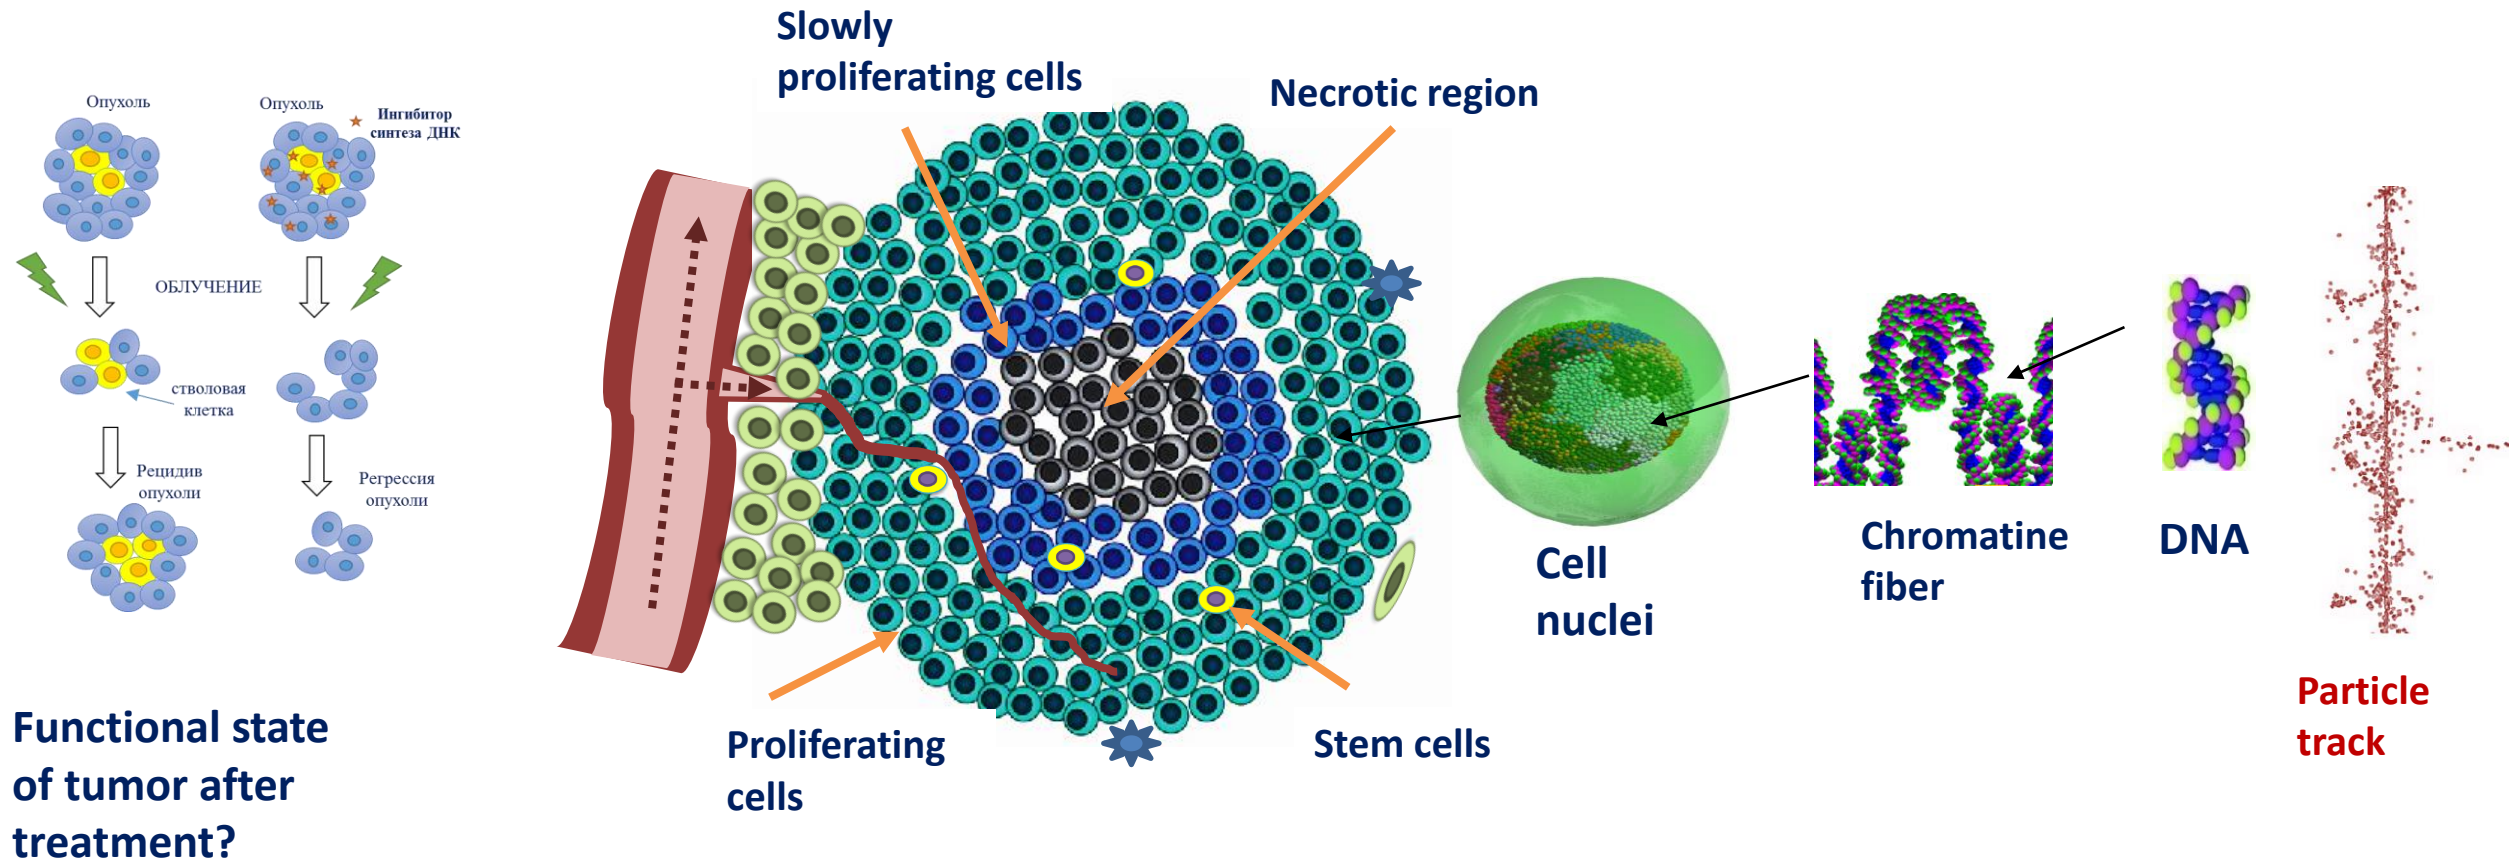 Опухоль
Опухоль
Ингибитор
синтеза ДНК
ОБЛУЧЕНИЕ
стволовая
клетка
Рецидив
опухоли
Регрессия
опухоли
Functional state
of tumor after
treatment?
Slowly
proliferating cells
Necrotic region
Proliferating
cells
Stem cells
Cell
nuclei
Chromatine
fiber
DNA
Particle
track